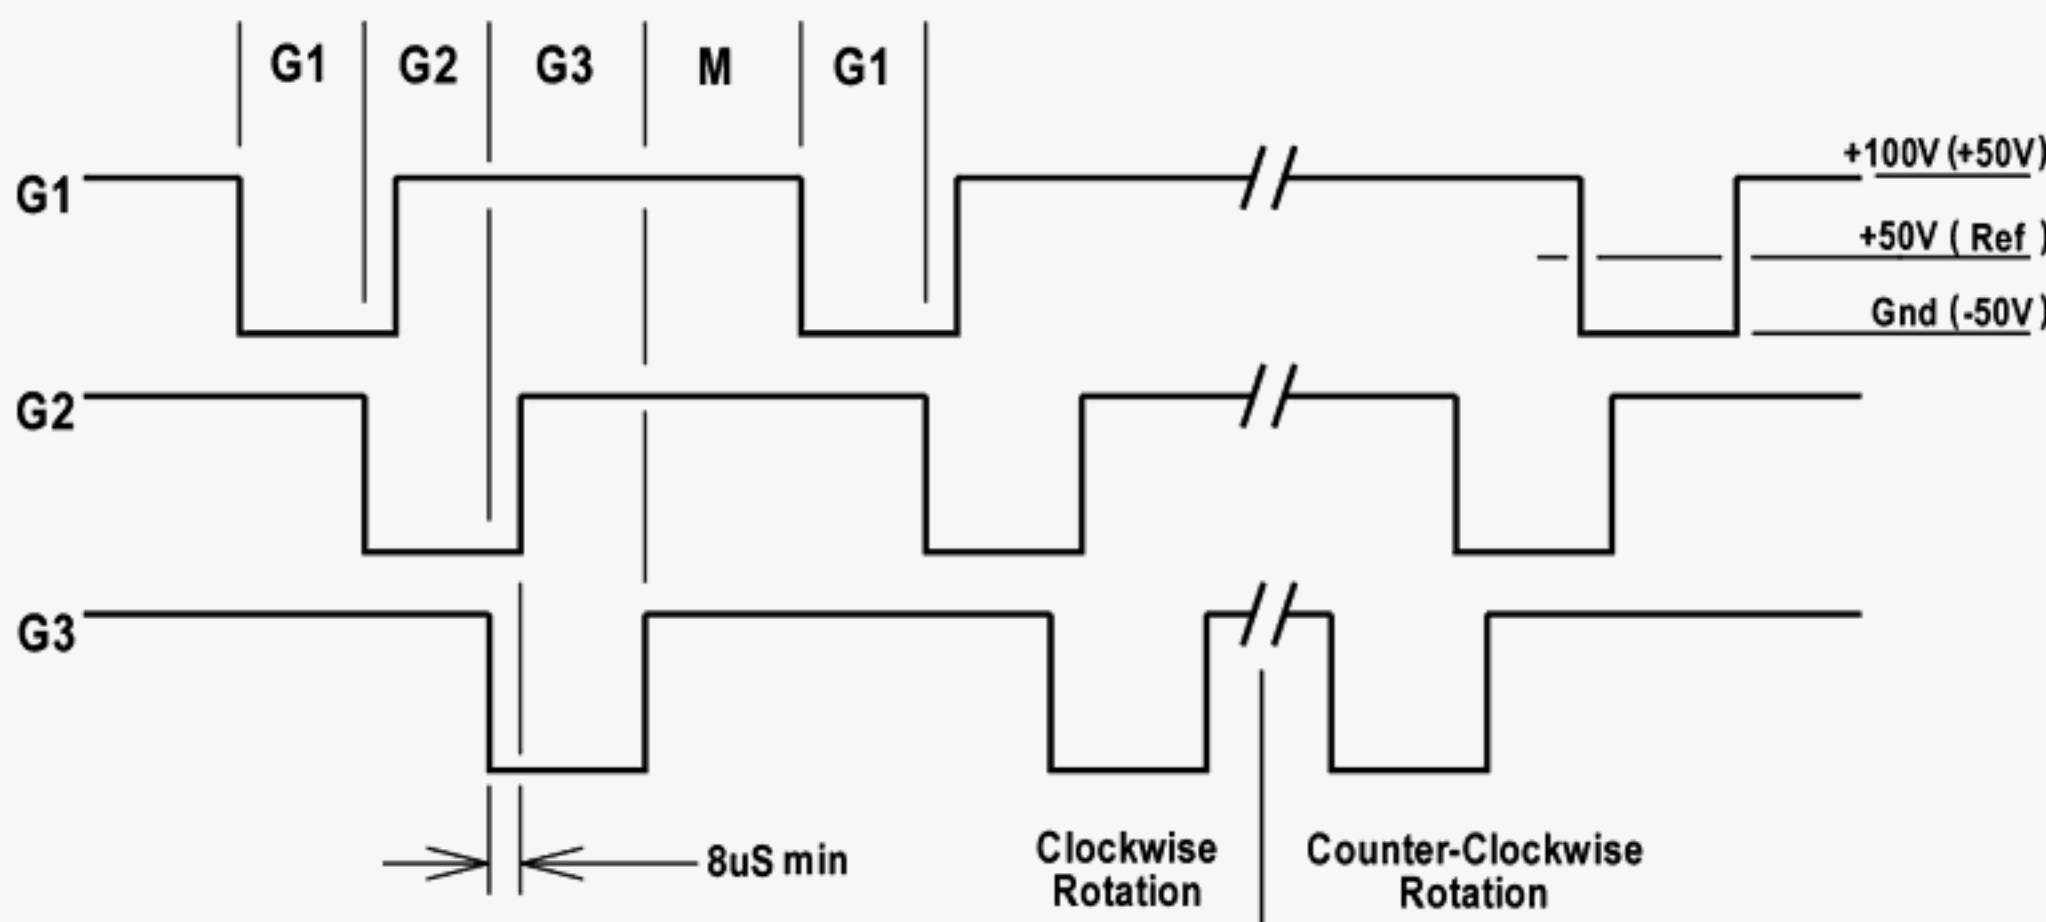 G1 G2 G3 M G1
+100V (+50V)
G1
+50V ( Ref )
Gnd (-50V)
G2
G3
8uS min
Clockwise
Rotation
Counter-Clockwise
Rotation